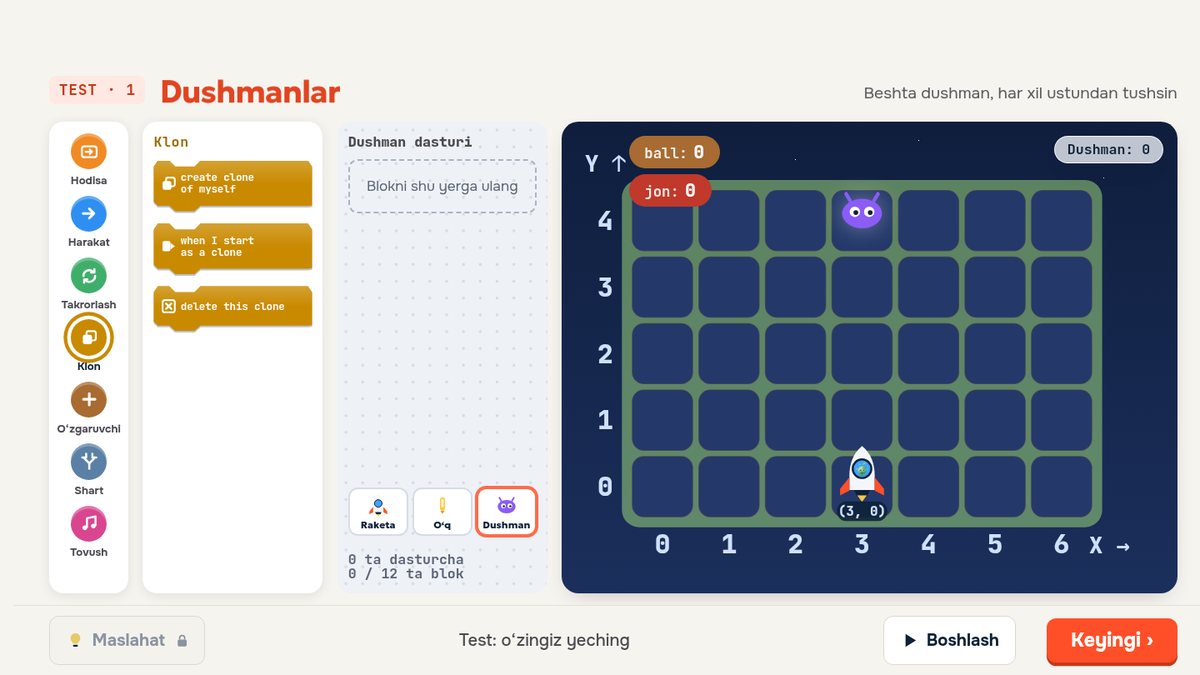 TEST · 1
Dushmanlar
Beshta dushman, har xil ustundan tushsin
Hodisa
Harakat
Takrorlash
Klon
Oʻzgaruvchi
Shart
Tovush
Klon
create clone
of myself
when I start
as a clone
delete this clone
Dushman dasturi
Blokni shu yerga ulang
Raketa
Oʻq
Dushman
0 ta dasturcha
0 / 12 ta blok
ball: 0
jon: 0
Dushman: 0
Y ↑
4
3
2
1
0
(3, 0)
0 1 2 3 4 5 6 X →
Maslahat
Test: oʻzingiz yeching
Boshlash
Keyingi ›